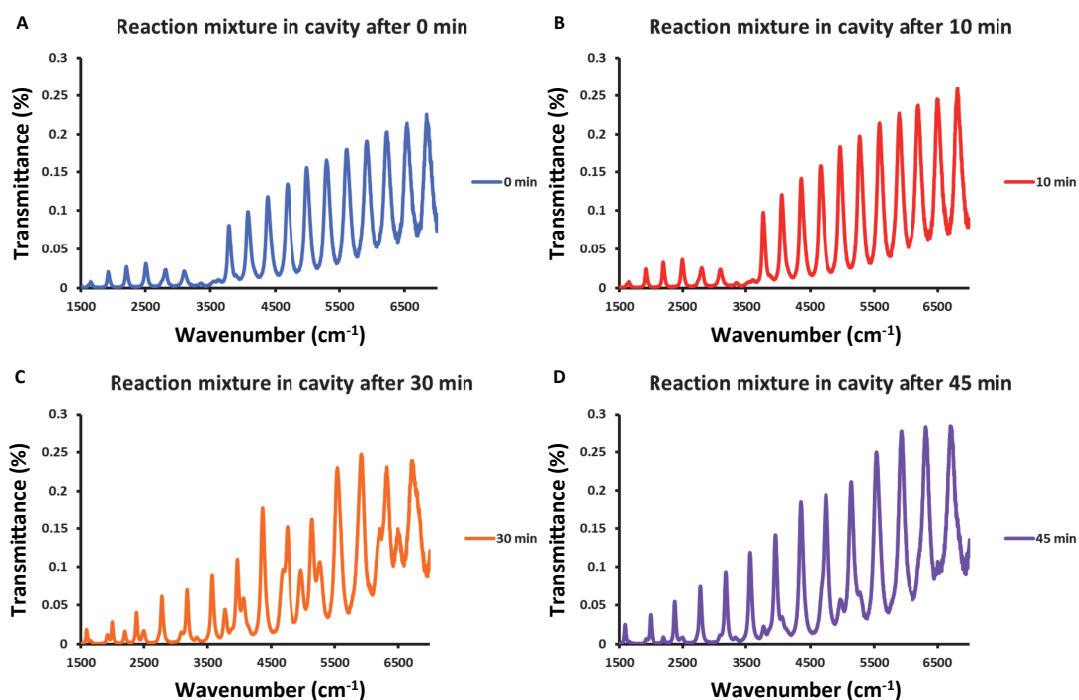 A
Reaction mixture in cavity after 0 min
0.3
0.25
0.2
0.15
0.1
0.05
0
Transmittance (%)
1500
2500
3500
4500
5500
6500
Wavenumber (cm⁻¹)
0 min
B
Reaction mixture in cavity after 10 min
0.3
0.25
0.2
0.15
0.1
0.05
0
Transmittance (%)
1500
2500
3500
4500
5500
6500
Wavenumber (cm⁻¹)
10 min
C
Reaction mixture in cavity after 30 min
0.3
0.25
0.2
0.15
0.1
0.05
0
Transmittance (%)
1500
2500
3500
4500
5500
6500
Wavenumber (cm⁻¹)
30 min
D
Reaction mixture in cavity after 45 min
0.3
0.25
0.2
0.15
0.1
0.05
0
Transmittance (%)
1500
2500
3500
4500
5500
6500
Wavenumber (cm⁻¹)
45 min